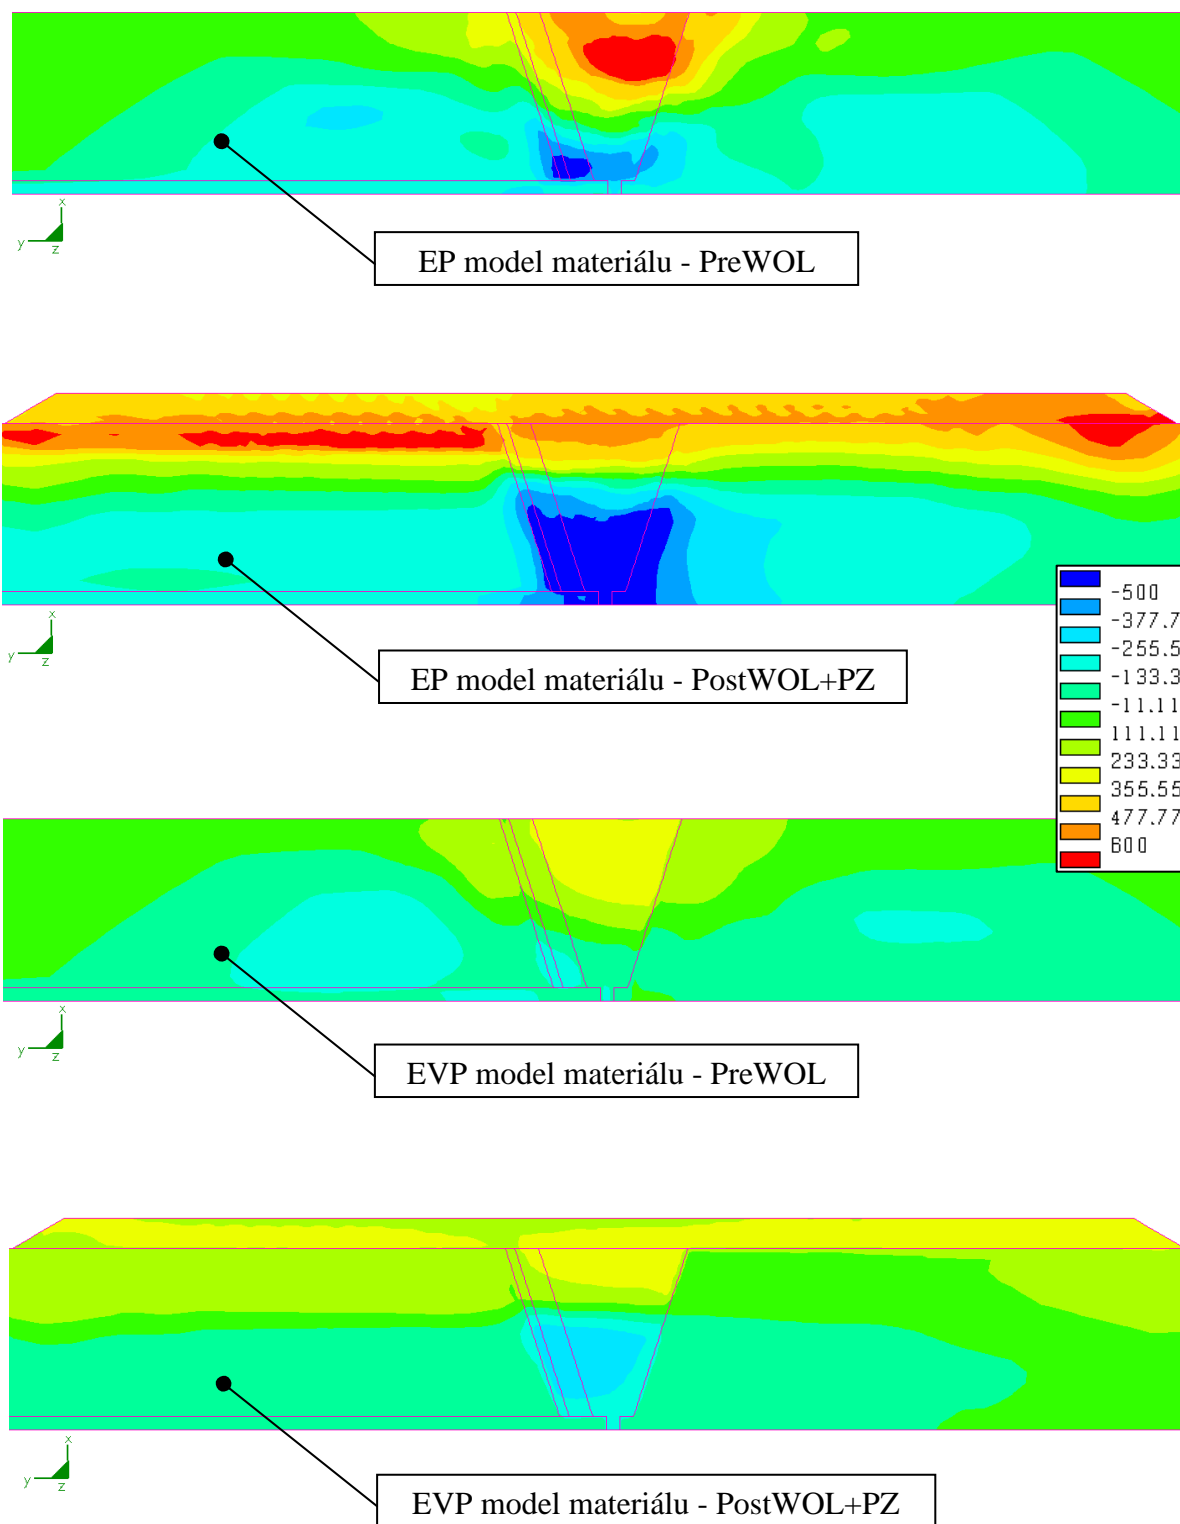 x
y
z
EP model materiálu - PreWOL
x
y
z
EP model materiálu - PostWOL+PZ
-500
-377.7
-255.5
-133.3
-11.11
111.11
233.33
355.55
477.77
600
x
y
z
EVP model materiálu - PreWOL
x
y
z
EVP model materiálu - PostWOL+PZ